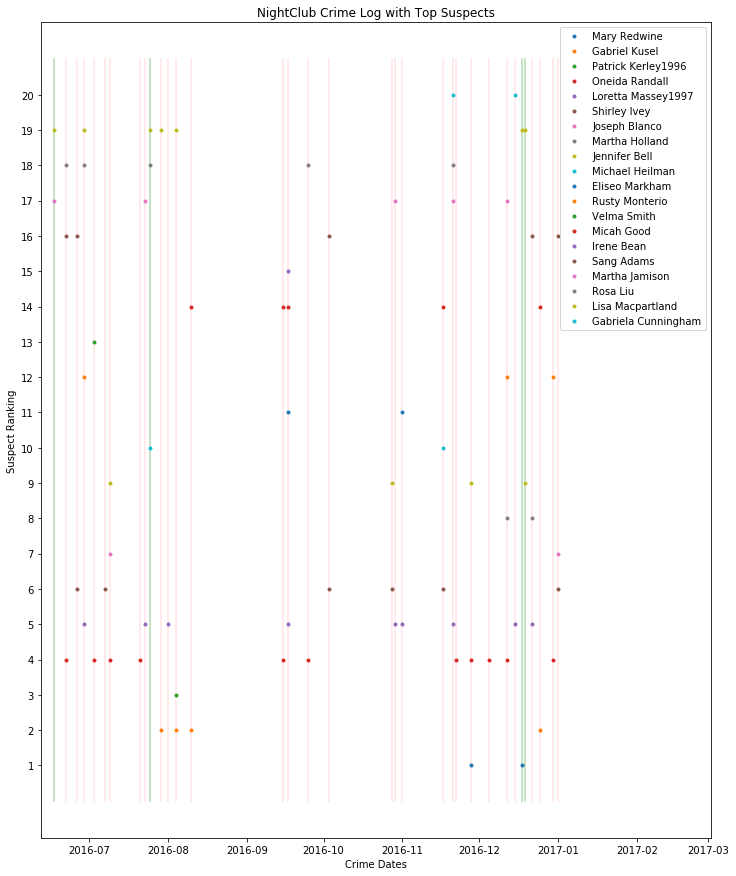 NightClub Crime Log with Top Suspects
Mary Redwine
Gabriel Kusel
Patrick Kerley1996
Oneida Randall
Loretta Massey1997
Shirley Ivey
Joseph Blanco
Martha Holland
Jennifer Bell
Michael Heilman
Eliseo Markham
Rusty Monterio
Velma Smith
Micah Good
Irene Bean
Sang Adams
Martha Jamison
Rosa Liu
Lisa Macpartland
Gabriela Cunningham
20
19
18
17
16
15
14
13
12
11
10
9
8
7
6
5
4
3
2
1
Suspect Ranking
2016-07 2016-08 2016-09 2016-10 2016-11 2016-12 2017-01 2017-02 2017-03
Crime Dates